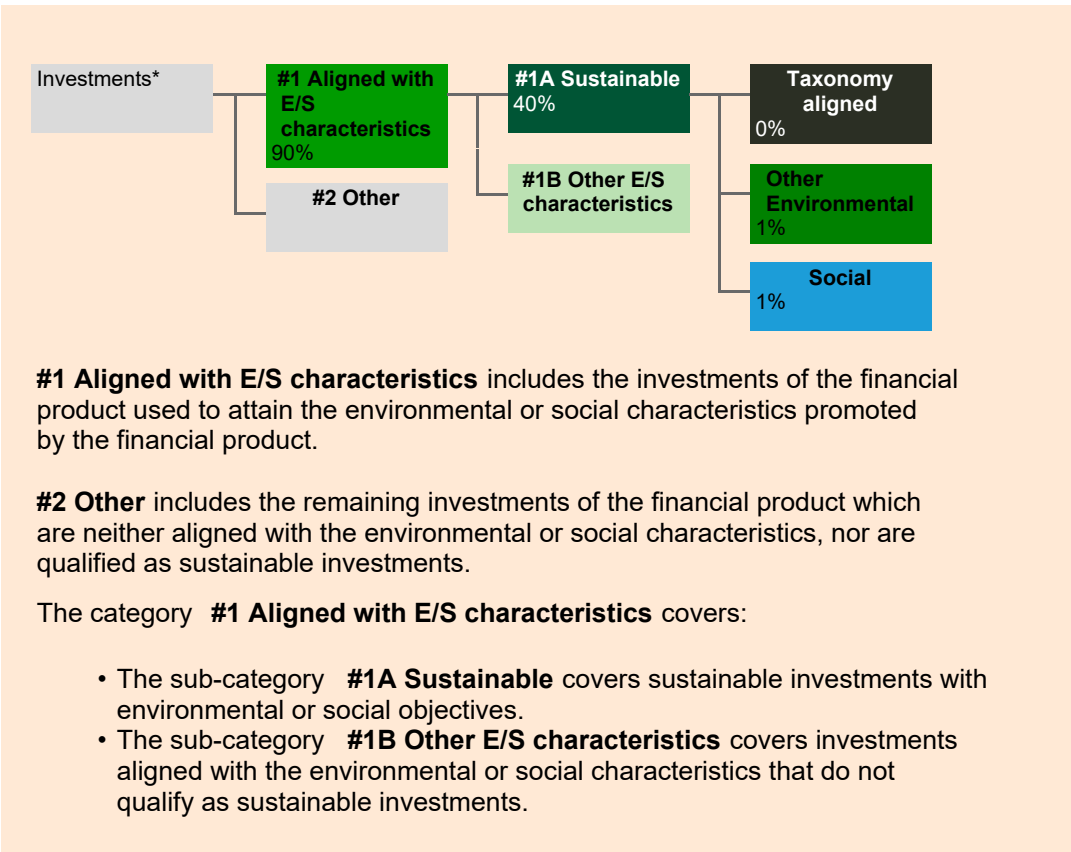 Investments*
#1 Aligned with
E/S
characteristics
90%
#2 Other
#1A Sustainable
40%
#1B Other E/S
characteristics
Taxonomy
aligned
0%
Other
Environmental
1%
Social
1%
#1 Aligned with E/S characteristics includes the investments of the financial
product used to attain the environmental or social characteristics promoted
by the financial product.
#2 Other includes the remaining investments of the financial product which
are neither aligned with the environmental or social characteristics, nor are
qualified as sustainable investments.
The category #1 Aligned with E/S characteristics covers:
• The sub-category #1A Sustainable covers sustainable investments with
environmental or social objectives.
• The sub-category #1B Other E/S characteristics covers investments
aligned with the environmental or social characteristics that do not
qualify as sustainable investments.